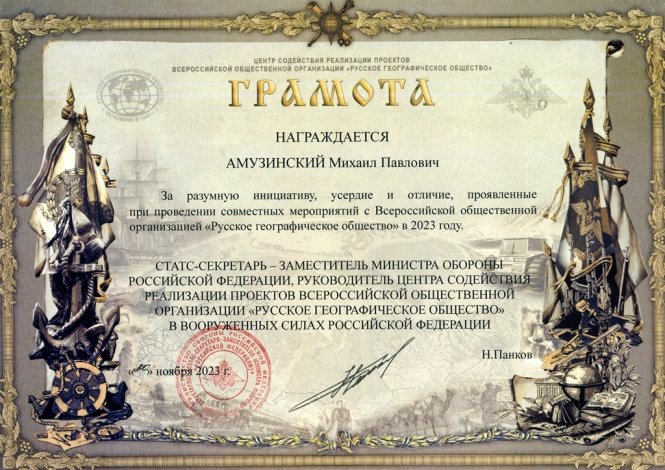 ЦЕНТР СОДЕЙСТВИЯ РЕАЛИЗАЦИИ ПРОЕКТОВ
ВСЕРОССИЙСКОЙ ОБЩЕСТВЕННОЙ ОРГАНИЗАЦИИ «РУССКОЕ ГЕОГРАФИЧЕСКОЕ ОБЩЕСТВО»
ГРАМОТА
НАГРАЖДАЕТСЯ
АМУЗИНСКИЙ Михаил Павлович
За разумную инициативу, усердие и отличие, проявленные
при проведении совместных мероприятий с Всероссийской общественной
организацией «Русское географическое общество» в 2023 году.
СТАТС-СЕКРЕТАРЬ – ЗАМЕСТИТЕЛЬ МИНИСТРА ОБОРОНЫ
РОССИЙСКОЙ ФЕДЕРАЦИИ, РУКОВОДИТЕЛЬ ЦЕНТРА СОДЕЙСТВИЯ
РЕАЛИЗАЦИИ ПРОЕКТОВ ВСЕРОССИЙСКОЙ ОБЩЕСТВЕННОЙ
ОРГАНИЗАЦИИ «РУССКОЕ ГЕОГРАФИЧЕСКОЕ ОБЩЕСТВО»
В ВООРУЖЕННЫХ СИЛАХ РОССИЙСКОЙ ФЕДЕРАЦИИ
Н.Панков
ноября 2023 г.